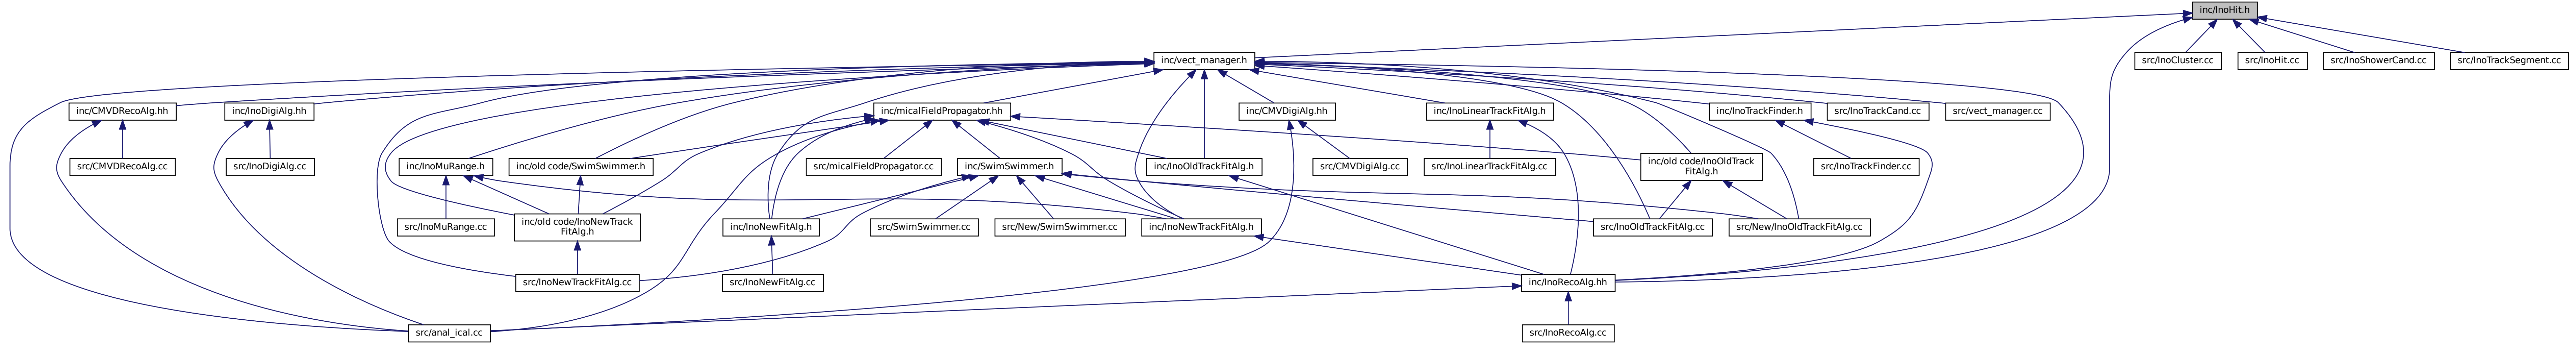 inc/InoHit.h
inc/vect_manager.h
src/InoCluster.cc
src/InoHit.cc
src/InoShowerCand.cc
src/InoTrackSegment.cc
inc/CMVDRecoAlg.hh
inc/InoDigiAlg.hh
inc/micalFieldPropagator.hh
inc/CMVDigiAlg.hh
inc/InoLinearTrackFitAlg.h
inc/InoTrackFinder.h
src/InoTrackCand.cc
src/vect_manager.cc
src/CMVDRecoAlg.cc
src/InoDigiAlg.cc
inc/InoMuRange.h
inc/old code/SwimSwimmer.h
src/micalFieldPropagator.cc
inc/SwimSwimmer.h
inc/InoOldTrackFitAlg.h
src/CMVDigiAlg.cc
src/InoLinearTrackFitAlg.cc
inc/old code/InoOldTrack
FitAlg.h
src/InoTrackFinder.cc
src/InoMuRange.cc
inc/old code/InoNewTrack
FitAlg.h
inc/InoNewFitAlg.h
src/SwimSwimmer.cc
src/New/SwimSwimmer.cc
inc/InoNewTrackFitAlg.h
src/InoOldTrackFitAlg.cc
src/New/InoOldTrackFitAlg.cc
src/InoNewTrackFitAlg.cc
src/InoNewFitAlg.cc
inc/InoRecoAlg.hh
src/anal_ical.cc
src/InoRecoAlg.cc